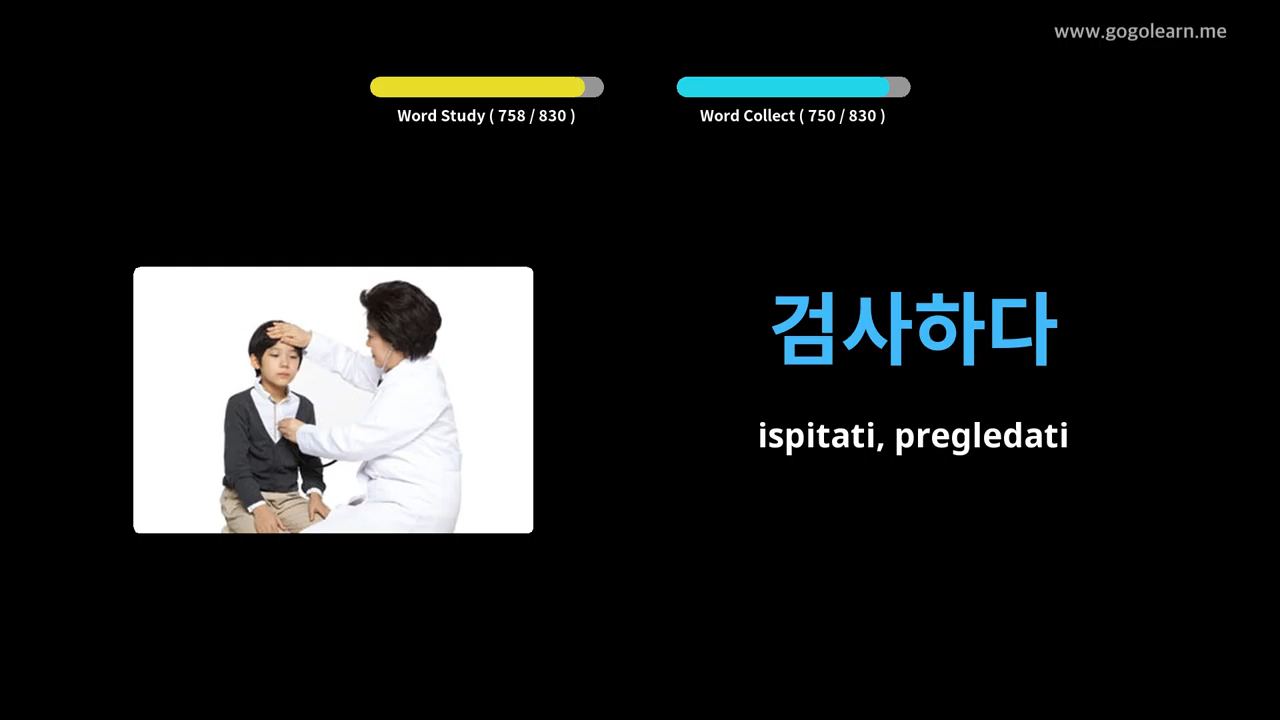 www.gogolearn.me
Word Study ( 758 / 830 )
Word Collect ( 750 / 830 )
검사하다
ispitati, pregledati